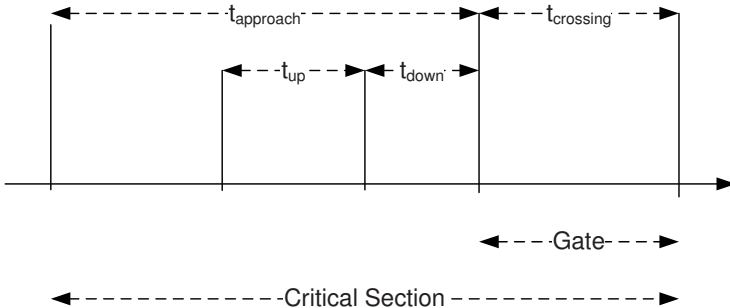 t_approach t_crossing
t_up t_down
Gate
Critical Section